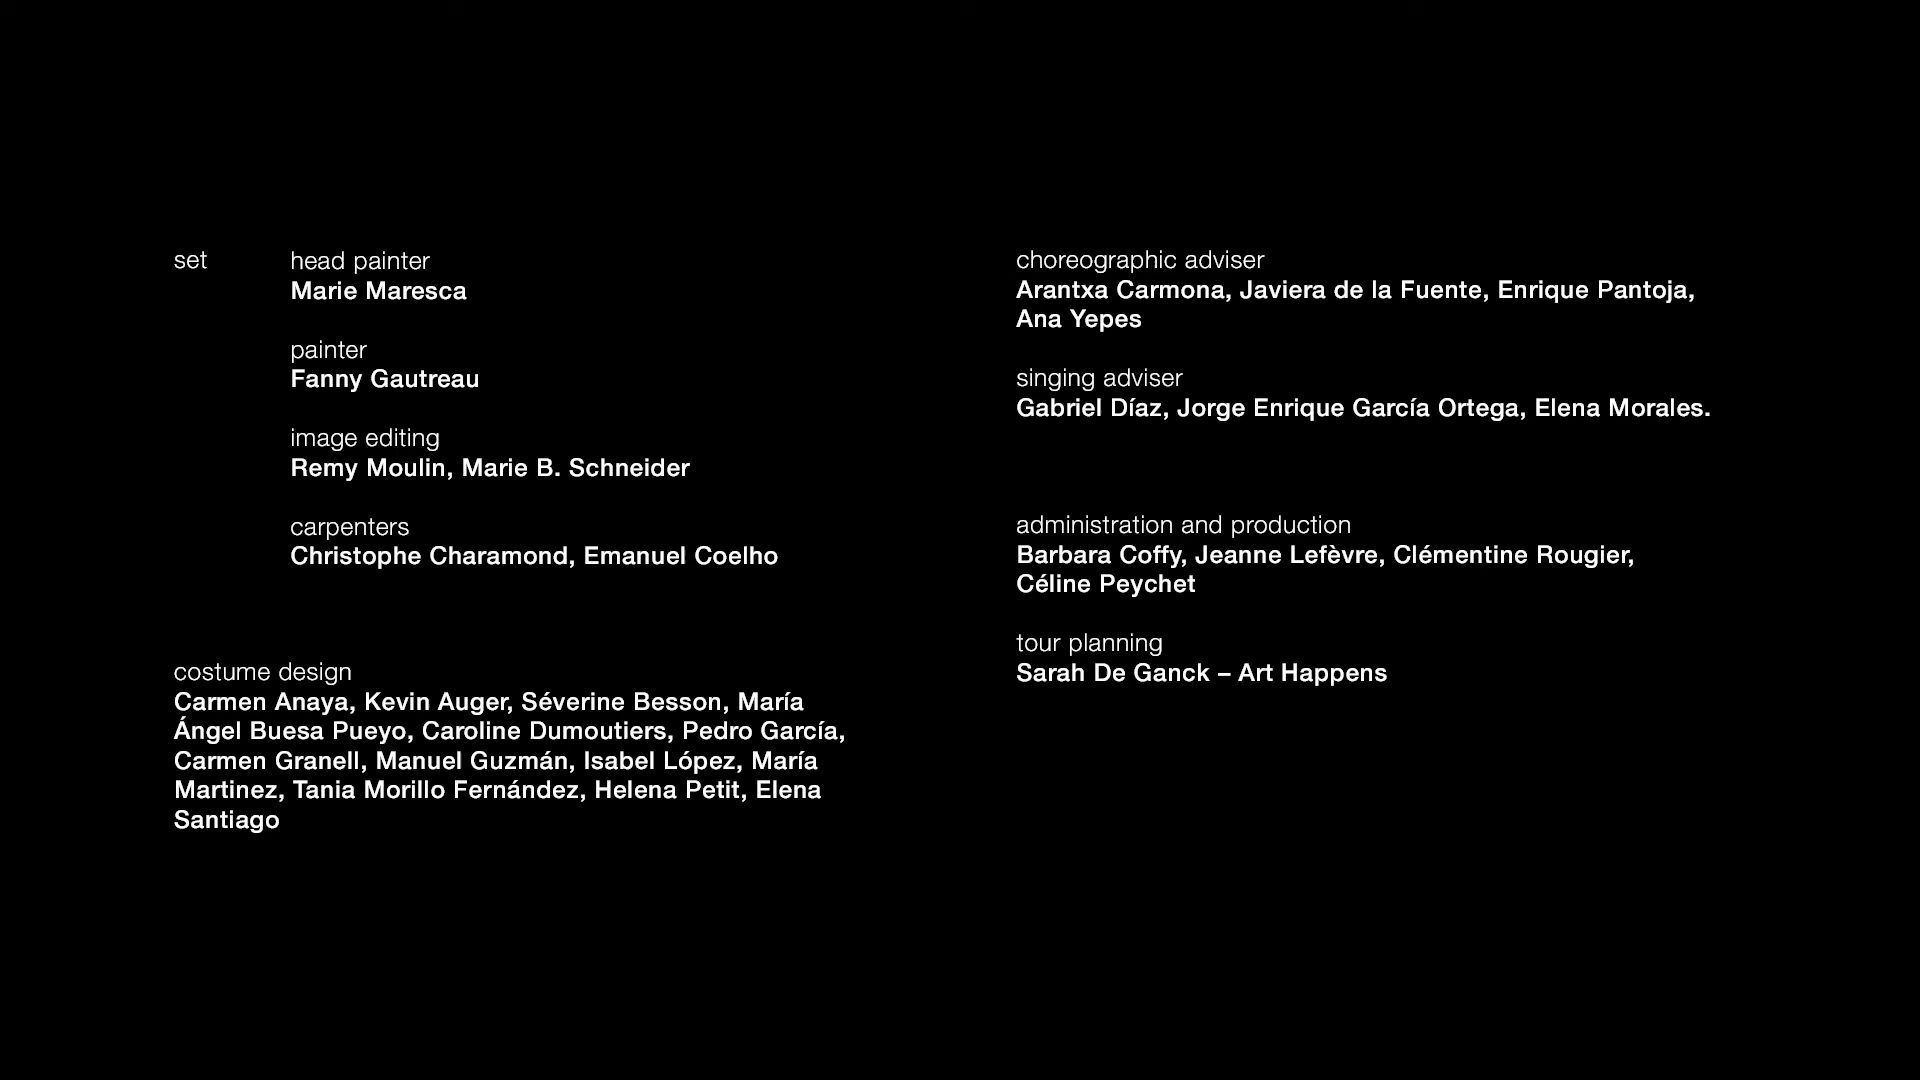 set
head painter
Marie Maresca
painter
Fanny Gautreau
image editing
Remy Moulin, Marie B. Schneider
carpenters
Christophe Charamond, Emanuel Coelho
costume design
Carmen Anaya, Kevin Auger, Séverine Besson, María
Ángel Buesa Pueyo, Caroline Dumoutiers, Pedro García,
Carmen Granell, Manuel Guzmán, Isabel López, María
Martinez, Tania Morillo Fernández, Helena Petit, Elena
Santiago
choreographic adviser
Arantxa Carmona, Javiera de la Fuente, Enrique Pantoja,
Ana Yepes
singing adviser
Gabriel Díaz, Jorge Enrique García Ortega, Elena Morales.
administration and production
Barbara Coffy, Jeanne Lefèvre, Clémentine Rougier,
Céline Peychet
tour planning
Sarah De Ganck – Art Happens